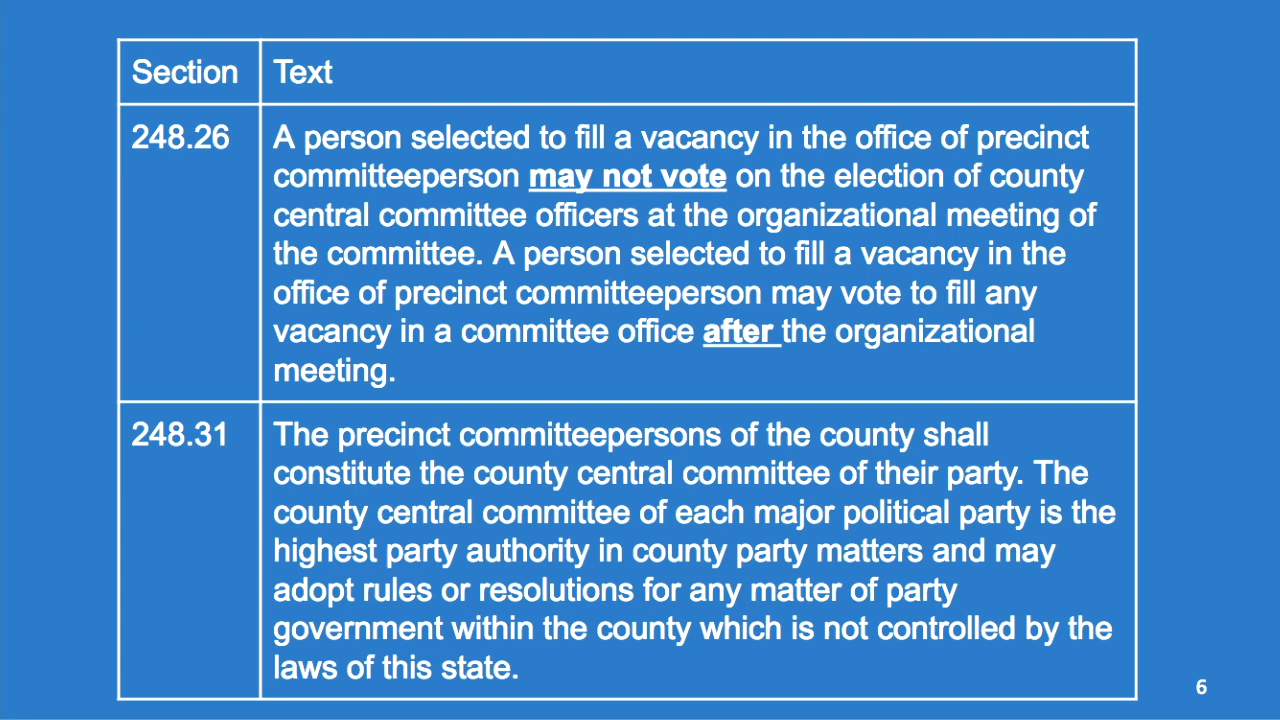 Section Text
248.26 A person selected to fill a vacancy in the office of precinct
committeeperson may not vote on the election of county
central committee officers at the organizational meeting of
the committee. A person selected to fill a vacancy in the
office of precinct committeeperson may vote to fill any
vacancy in a committee office after the organizational
meeting.
248.31 The precinct committeepersons of the county shall
constitute the county central committee of their party. The
county central committee of each major political party is the
highest party authority in county party matters and may
adopt rules or resolutions for any matter of party
government within the county which is not controlled by the
laws of this state.
6